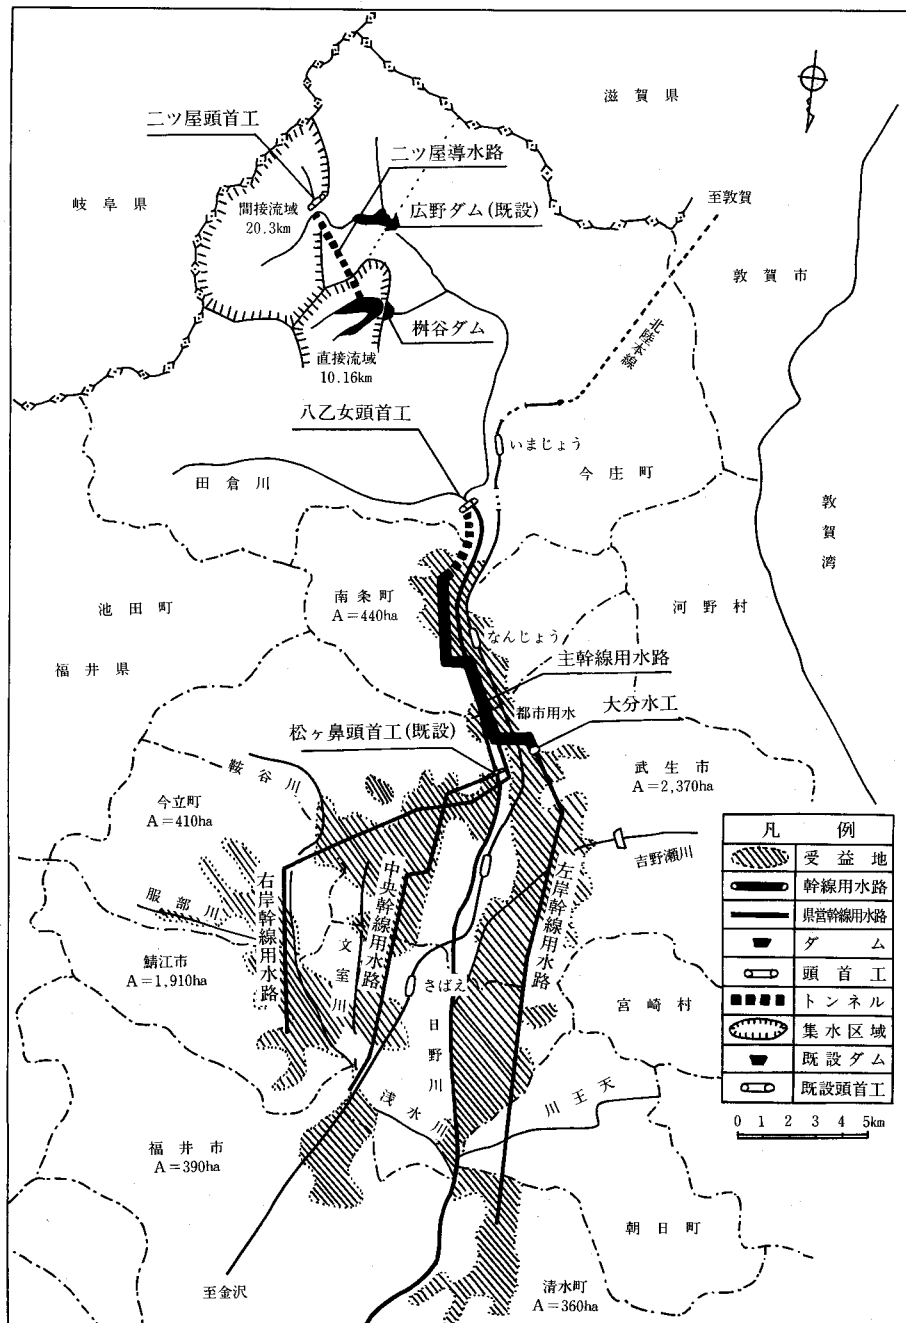 滋賀県
二ツ屋頭首工
二ツ屋導水路
岐阜県
間接流域
20.3km
広野ダム(既設)
至敦賀
敦賀市
北陸本線
桝谷ダム
直接流域
10.16km
八乙女頭首工
いまじょう
今庄町
田倉川
敦賀湾
池田町
南条町
A=440ha
河野村
福井県
なんじょう
主幹線用水路
都市用水
大分水工
松ヶ鼻頭首工(既設)
鞍谷川
武生市
A=2,370ha
今立町
A=410ha
吉野瀬川
服部川
右岸幹線用水路
中央幹線用水路
左岸幹線用水路
文室川
鯖江市
A=1,910ha
さばえ
日野川
宮崎村
浅水川
川王天
福井市
A=390ha
朝日町
至金沢
清水町
A=360ha
凡例
受益地
幹線用水路
県営幹線用水路
ダム
頭首工
トンネル
集水区域
既設ダム
既設頭首工
0 1 2 3 5km